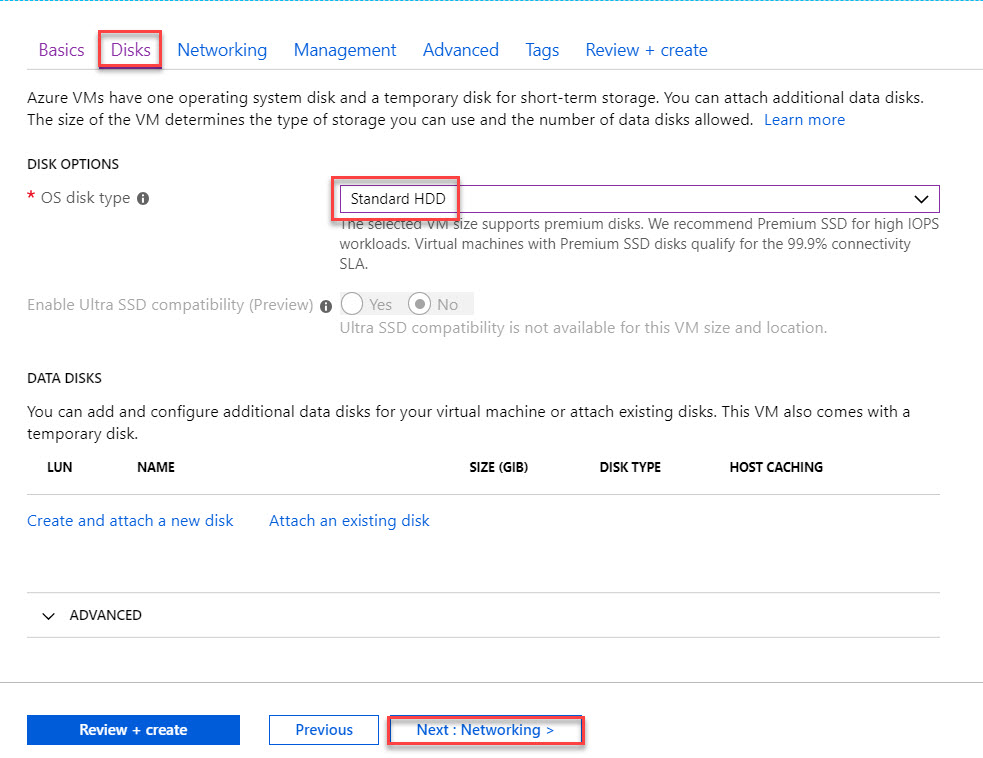 Basics Disks Networking Management Advanced Tags Review + create
Azure VMs have one operating system disk and a temporary disk for short-term storage. You can attach additional data disks.
The size of the VM determines the type of storage you can use and the number of data disks allowed. Learn more
DISK OPTIONS
* OS disk type
Standard HDD
The selected VM size supports premium disks. We recommend Premium SSD for high IOPS
workloads. Virtual machines with Premium SSD disks qualify for the 99.9% connectivity
SLA.
Enable Ultra SSD compatibility (Preview) Yes No
Ultra SSD compatibility is not available for this VM size and location.
DATA DISKS
You can add and configure additional data disks for your virtual machine or attach existing disks. This VM also comes with a
temporary disk.
LUN NAME SIZE (GIB) DISK TYPE HOST CACHING
Create and attach a new disk Attach an existing disk
ADVANCED
Review + create Previous Next : Networking >